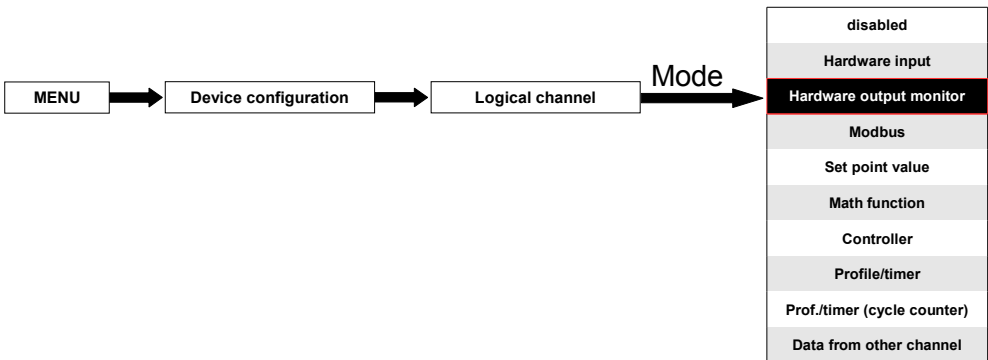 MENU
Device configuration
Logical channel
Mode
disabled
Hardware input
Hardware output monitor
Modbus
Set point value
Math function
Controller
Profile/timer
Prof./timer (cycle counter)
Data from other channel